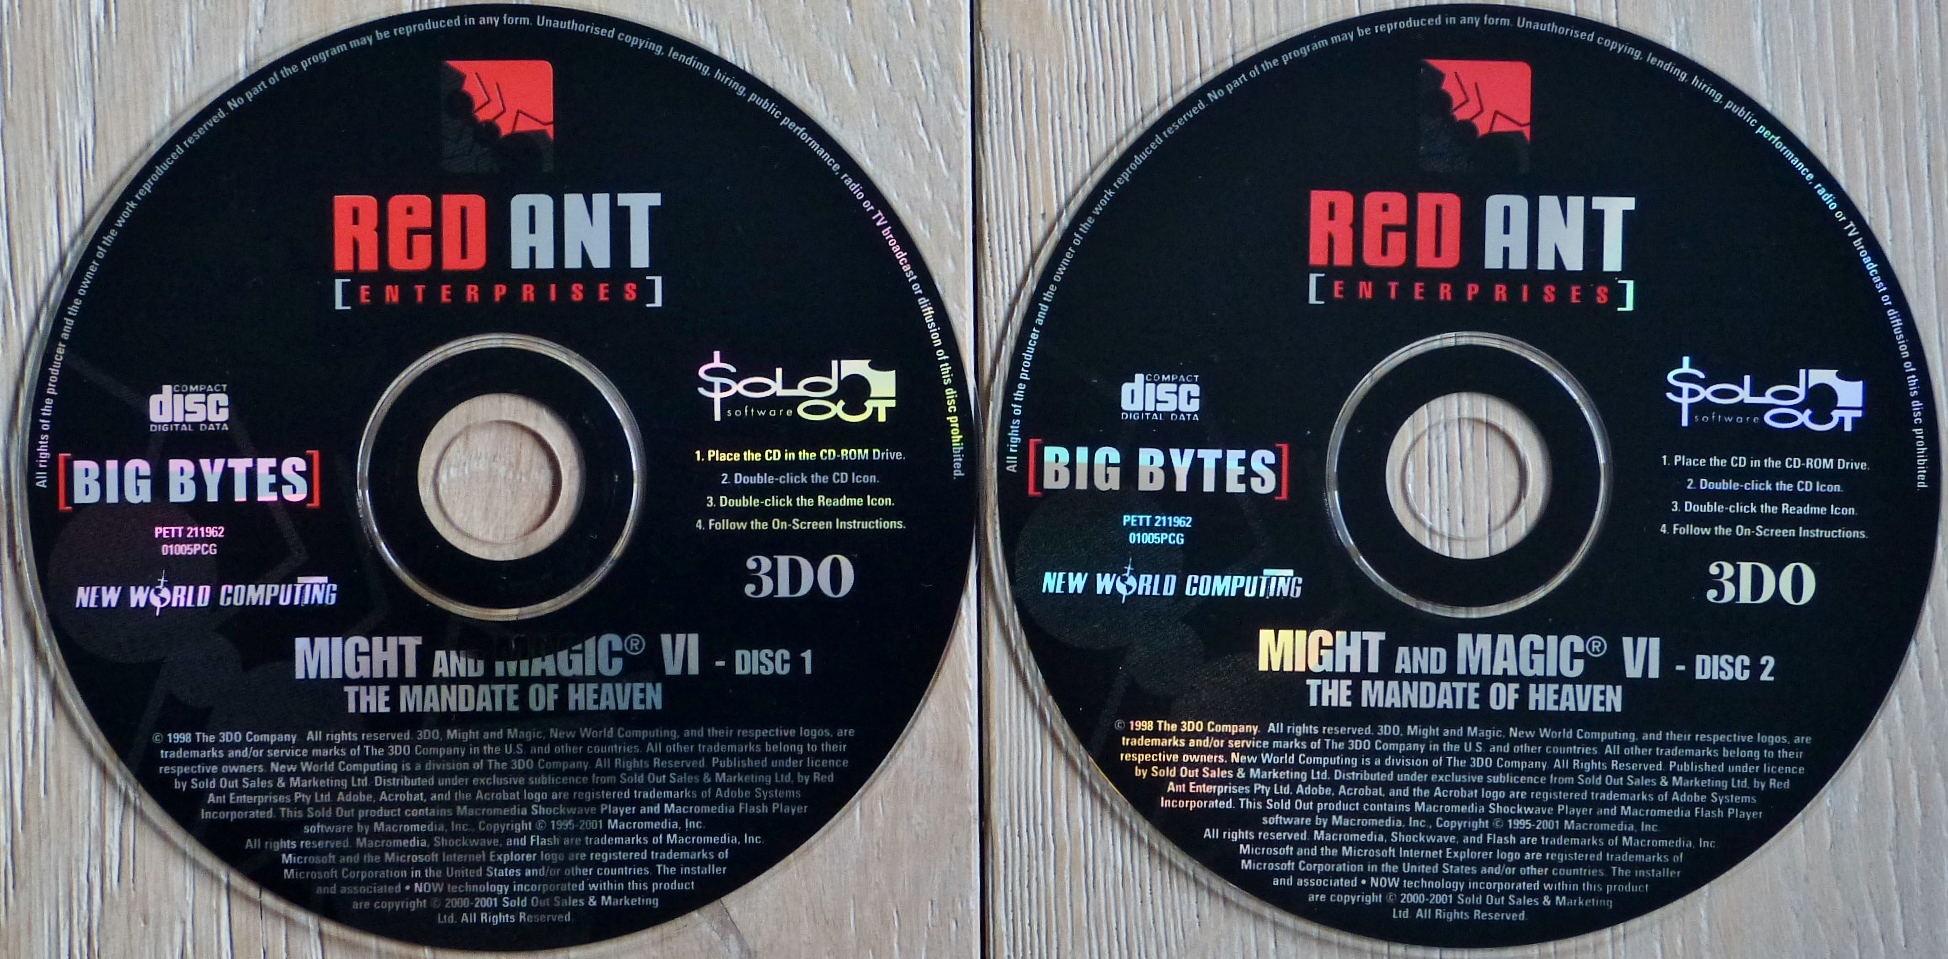 All rights of the producer and the owner of the work reproduced reserved. No part of the program may be reproduced in any form. Unauthorised copying, lending, hiring, public performance, radio or TV broadcast or diffusion of this disc prohibited.
RED ANT
[ENTERPRISES]
COMPACT
disc
DIGITAL DATA
[BIG BYTES]
PETT 211962
01005PCG
NEW WORLD COMPUTING
SOLD
software OUT
1. Place the CD in the CD-ROM Drive.
2. Double-click the CD Icon.
3. Double-click the Readme Icon.
4. Follow the On-Screen Instructions.
3DO
MIGHT AND MAGIC® VI - DISC 1
THE MANDATE OF HEAVEN
© 1998 The 3DO Company. All rights reserved. 3DO, Might and Magic, New World Computing, and their respective logos, are
trademarks and/or service marks of The 3DO Company in the U.S. and other countries. All other trademarks belong to their
respective owners. New World Computing is a division of The 3DO Company. All Rights Reserved. Published under licence
by Sold Out Sales & Marketing Ltd. Distributed under exclusive sublicence from Sold Out Sales & Marketing Ltd, by Red
Ant Enterprises Pty Ltd. Adobe, Acrobat, and the Acrobat logo are registered trademarks of Adobe Systems
Incorporated. This Sold Out product contains Macromedia Shockwave Player and Macromedia Flash Player
software by Macromedia, Inc., Copyright © 1995-2001 Macromedia, Inc.
All rights reserved. Macromedia, Shockwave, and Flash are trademarks of Macromedia, Inc.
Microsoft and the Microsoft Internet Explorer logo are registered trademarks of
Microsoft Corporation in the United States and/or other countries. The installer
and associated • NOW technology incorporated within this product
are copyright © 2000-2001 Sold Out Sales & Marketing
Ltd. All Rights Reserved.
All rights of the producer and the owner of the work reproduced reserved. No part of the program may be reproduced in any form. Unauthorised copying, lending, hiring, public performance, radio or TV broadcast or diffusion of this disc prohibited.
RED ANT
[ENTERPRISES]
COMPACT
disc
DIGITAL DATA
[BIG BYTES]
PETT 211962
01005PCG
NEW WORLD COMPUTING
SOLD
software OUT
1. Place the CD in the CD-ROM Drive.
2. Double-click the CD Icon.
3. Double-click the Readme Icon.
4. Follow the On-Screen Instructions.
3DO
MIGHT AND MAGIC® VI - DISC 2
THE MANDATE OF HEAVEN
© 1998 The 3DO Company. All rights reserved. 3DO, Might and Magic, New World Computing, and their respective logos, are
trademarks and/or service marks of The 3DO Company in the U.S. and other countries. All other trademarks belong to their
respective owners. New World Computing is a division of The 3DO Company. All Rights Reserved. Published under licence
by Sold Out Sales & Marketing Ltd. Distributed under exclusive sublicence from Sold Out Sales & Marketing Ltd, by Red
Ant Enterprises Pty Ltd. Adobe, Acrobat, and the Acrobat logo are registered trademarks of Adobe Systems
Incorporated. This Sold Out product contains Macromedia Shockwave Player and Macromedia Flash Player
software by Macromedia, Inc., Copyright © 1995-2001 Macromedia, Inc.
All rights reserved. Macromedia, Shockwave, and Flash are trademarks of Macromedia, Inc.
Microsoft and the Microsoft Internet Explorer logo are registered trademarks of
Microsoft Corporation in the United States and/or other countries. The installer
and associated • NOW technology incorporated within this product
are copyright © 2000-2001 Sold Out Sales & Marketing
Ltd. All Rights Reserved.